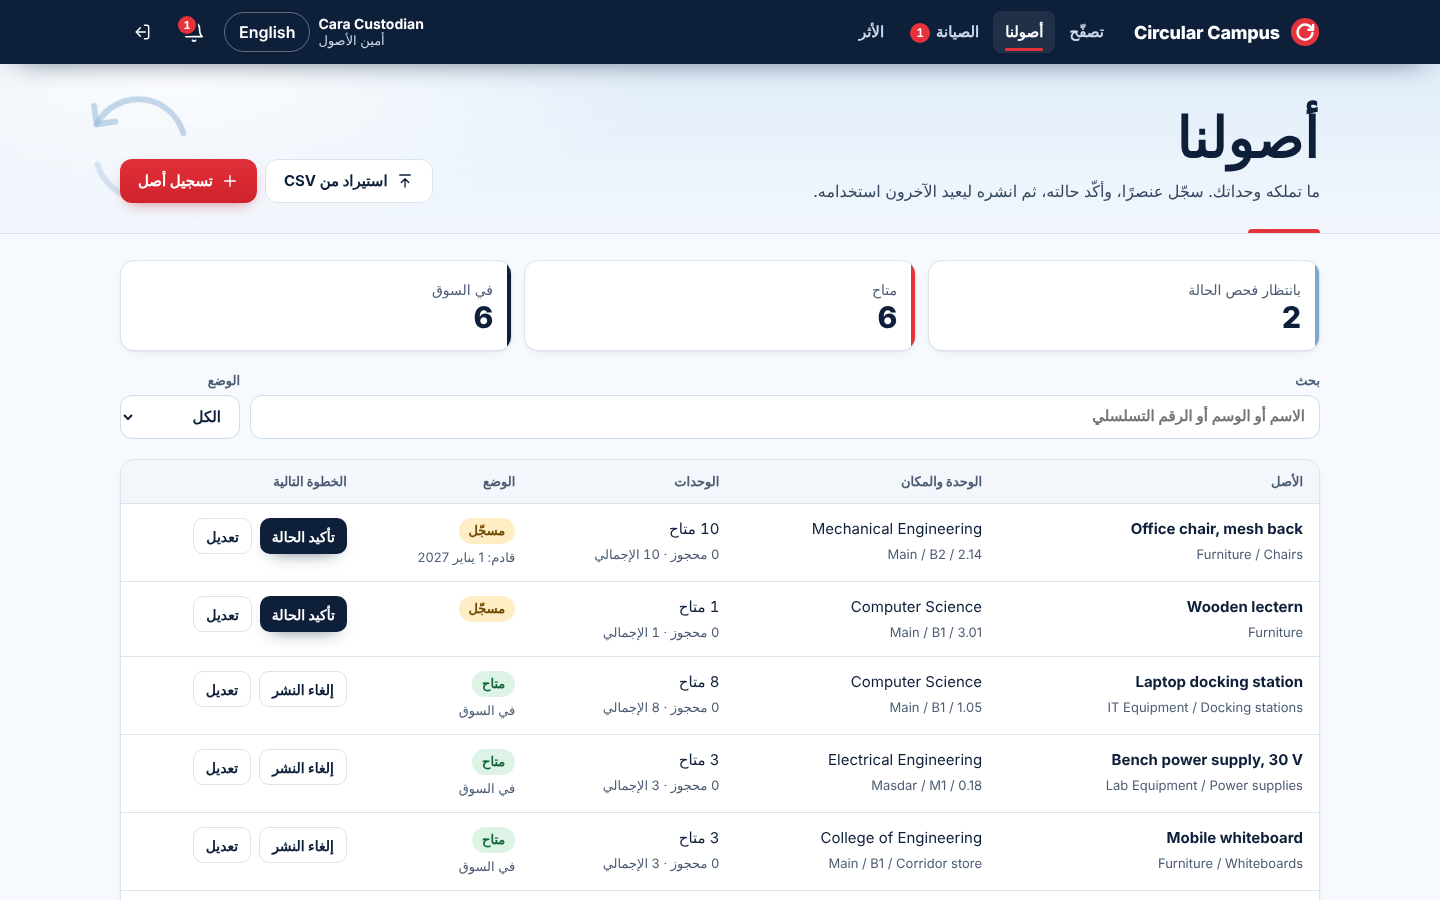 Circular Campus
تصفّح
أصولنا
الصيانة 1
الأثر
Cara Custodian
أمين الأصول
English
1
أصولنا
ما تملكه وحداتك. سجّل عنصرًا، وأكّد حالته، ثم انشره ليعيد الآخرون استخدامه.
استيراد من CSV
تسجيل أصل
بانتظار فحص الحالة
2
متاح
6
في السوق
6
بحث
الاسم أو الوسم أو الرقم التسلسلي
الوضع
الكل
الأصل الوحدة والمكان الوحدات الوضع الخطوة التالية
Office chair, mesh back Mechanical Engineering 10 متاح مسجّل تأكيد الحالة تعديل
Furniture / Chairs Main / B2 / 2.14 0 محجوز · 10 الإجمالي قادم: 1 يناير 2027
Wooden lectern Computer Science 1 متاح مسجّل تأكيد الحالة تعديل
Furniture Main / B1 / 3.01 0 محجوز · 1 الإجمالي
Laptop docking station Computer Science 8 متاح متاح إلغاء النشر تعديل
IT Equipment / Docking stations Main / B1 / 1.05 0 محجوز · 8 الإجمالي في السوق
Bench power supply, 30 V Electrical Engineering 3 متاح متاح إلغاء النشر تعديل
Lab Equipment / Power supplies Masdar / M1 / 0.18 0 محجوز · 3 الإجمالي في السوق
Mobile whiteboard College of Engineering 3 متاح متاح إلغاء النشر تعديل
Furniture / Whiteboards Main / B1 / Corridor store 0 محجوز · 3 الإجمالي في السوق